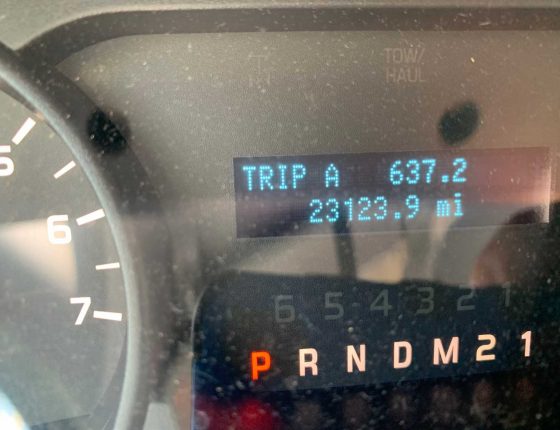 TOW/
HAUL
5
6
7
TRIP A 637.2
23123.9 mi
6 5 4 3 2 1
P R N D M 2 1